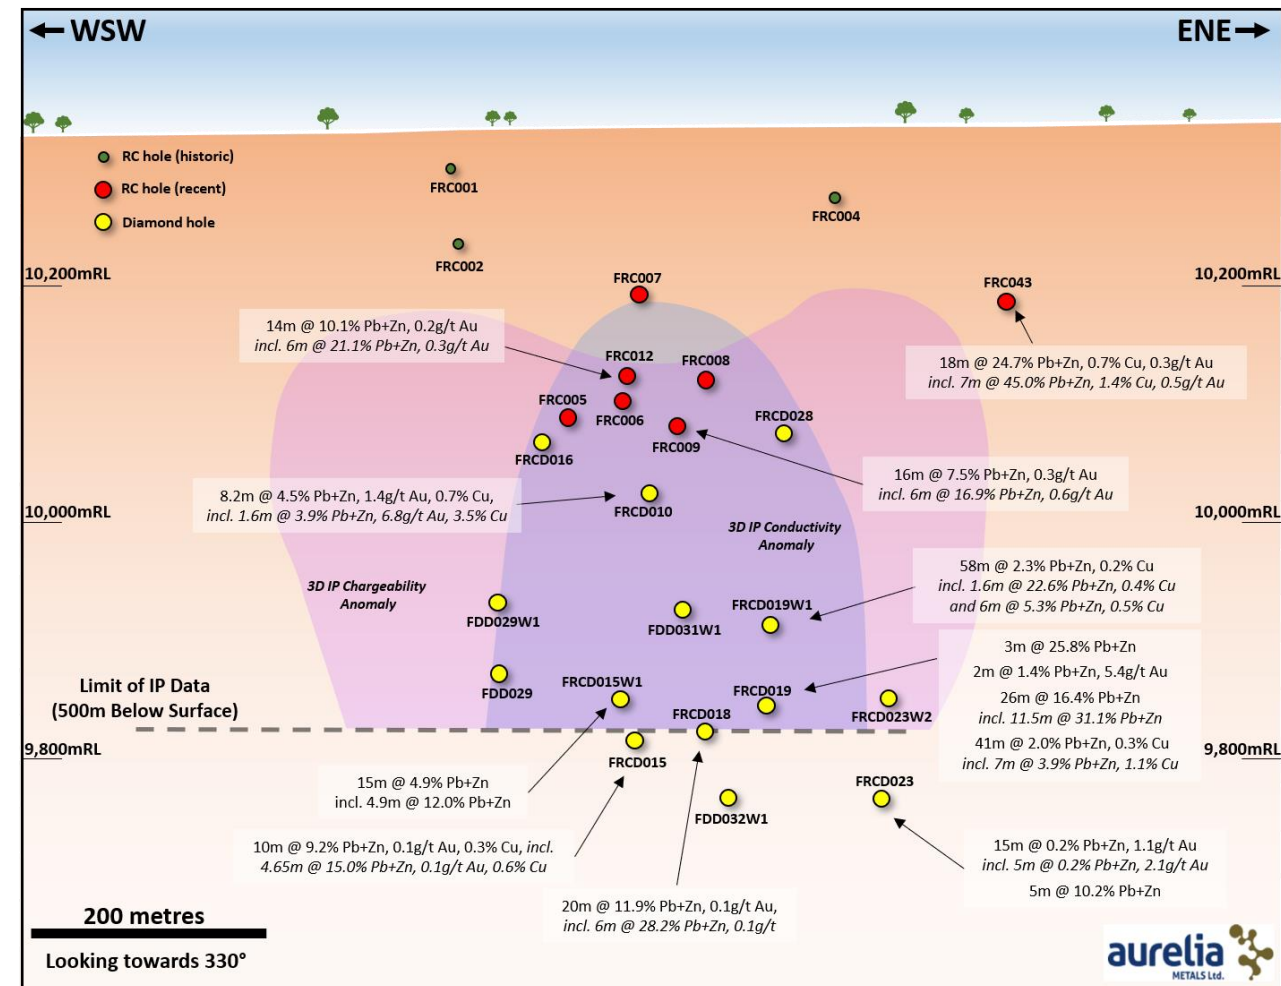 WSW
ENE
RC hole (historic)
RC hole (recent)
Diamond hole
FRC001
FRC004
FRC002
10,200mRL
10,200mRL
FRC007
FRC043
14m @ 10.1% Pb+Zn, 0.2g/t Au
incl. 6m @ 21.1% Pb+Zn, 0.3g/t Au
FRC012
FRC008
18m @ 24.7% Pb+Zn, 0.7% Cu, 0.3g/t Au
incl. 7m @ 45.0% Pb+Zn, 1.4% Cu, 0.5g/t Au
FRC005
FRC006
FRC009
FRCD028
FRCD016
16m @ 7.5% Pb+Zn, 0.3g/t Au
incl. 6m @ 16.9% Pb+Zn, 0.6g/t Au
8.2m @ 4.5% Pb+Zn, 1.4g/t Au, 0.7% Cu,
incl. 1.6m @ 3.9% Pb+Zn, 6.8g/t Au, 3.5% Cu
FRCD010
10,000mRL
10,000mRL
3D IP Conductivity
Anomaly
3D IP Chargeability
Anomaly
58m @ 2.3% Pb+Zn, 0.2% Cu
incl. 1.6m @ 22.6% Pb+Zn, 0.4% Cu
and 6m @ 5.3% Pb+Zn, 0.5% Cu
FDD029W1
FDD031W1
FRCD019W1
3m @ 25.8% Pb+Zn
2m @ 1.4% Pb+Zn, 5.4g/t Au
26m @ 16.4% Pb+Zn
incl. 11.5m @ 31.1% Pb+Zn
41m @ 2.0% Pb+Zn, 0.3% Cu
incl. 7m @ 3.9% Pb+Zn, 1.1% Cu
Limit of IP Data
(500m Below Surface)
FDD029
FRCD015W1
FRCD019
FRCD018
FRCD023W2
9,800mRL
9,800mRL
FRCD015
15m @ 4.9% Pb+Zn
incl. 4.9m @ 12.0% Pb+Zn
FDD032W1
FRCD023
10m @ 9.2% Pb+Zn, 0.1g/t Au, 0.3% Cu, incl.
4.65m @ 15.0% Pb+Zn, 0.1g/t Au, 0.6% Cu
15m @ 0.2% Pb+Zn, 1.1g/t Au
incl. 5m @ 0.2% Pb+Zn, 2.1g/t Au
5m @ 10.2% Pb+Zn
20m @ 11.9% Pb+Zn, 0.1g/t Au,
incl. 6m @ 28.2% Pb+Zn, 0.1g/t
200 metres
Looking towards 330°
aurelia
METALS Ltd.